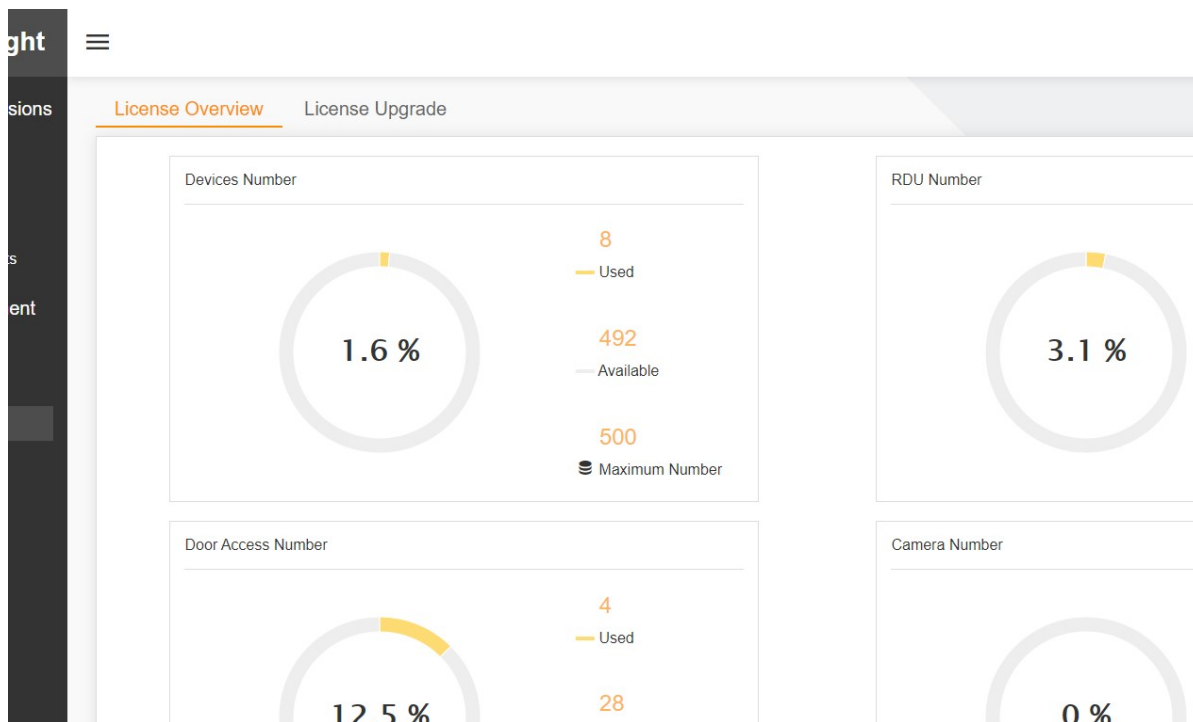 ght
sions
License Overview
License Upgrade
Devices Number
RDU Number
8
Used
ts
ent
492
Available
1.6 %
3.1 %
500
Maximum Number
Door Access Number
Camera Number
4
Used
28
12.5 %
0 %